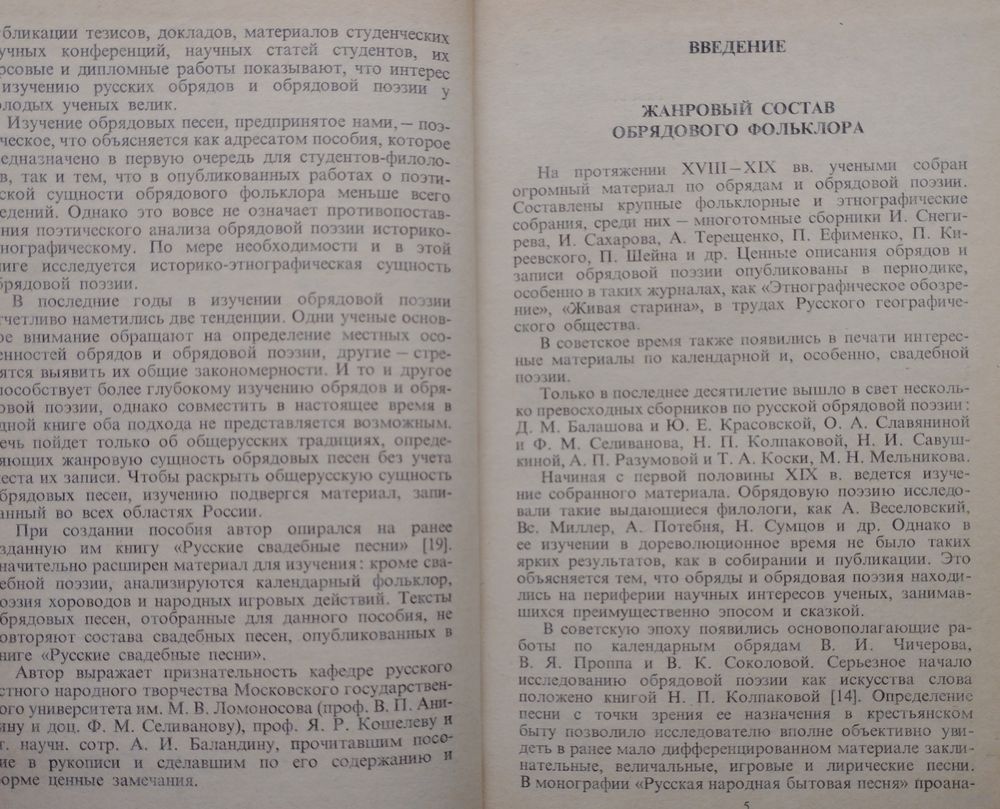 бликации тезисов, докладов, материалов студенческих
учных конференций, научных статей студентов, их
рсовые и дипломные работы показывают, что интерес
изучению русских обрядов и обрядовой поэзии у
олодых ученых велик.
Изучение обрядовых песен, предпринятое нами, — поэ-
ческое, что объясняется как адресатом пособия, которое
едназначено в первую очередь для студентов-филоло-
в, так и тем, что в опубликованных работах о поэти-
ской сущности обрядового фольклора меньше всего
едений. Однако это вовсе не означает противопостав-
ния поэтического анализа обрядовой поэзии историко-
нографическому. По мере необходимости и в этой
ниге исследуется историко-этнографическая сущность
брядовой поэзии.
В последние годы в изучении обрядовой поэзии
тчетливо наметились две тенденции. Одни ученые основ-
ое внимание обращают на определение местных осо-
енностей обрядов и обрядовой поэзии, другие — стре-
ятся выявить их общие закономерности. И то и другое
пособствует более глубокому изучению обрядов и обря-
овой поэзии, однако совместить в настоящее время в
дной книге оба подхода не представляется возможным.
ечь пойдет только об общерусских традициях, опреде-
яющих жанровую сущность обрядовых песен без учета
еста их записи. Чтобы раскрыть общерусскую сущность
брядовых песен, изучению подвергся материал, запи-
анный во всех областях России.
При создании пособия автор опирался на ранее
зданную им книгу «Русские свадебные песни» [19].
начительно расширен материал для изучения: кроме сва-
ебной поэзии, анализируются календарный фольклор,
оэзия хороводов и народных игровых действий. Тексты
брядовых песен, отобранные для данного пособия, не
овторяют состава свадебных песен, опубликованных в
ниге «Русские свадебные песни».
Автор выражает признательность кафедре русского
стного народного творчества Московского государствен-
ого университета им. М. В. Ломоносова (проф. В. П. Ани-
ину и доц. Ф. М. Селиванову), проф. Я. Р. Кошелеву и
т. научн. сотр. А. И. Баландину, прочитавшим посо-
ие в рукописи и сделавшим по его содержанию и
орме ценные замечания.
ВВЕДЕНИЕ
ЖАНРОВЫЙ СОСТАВ
ОБРЯДОВОГО ФОЛЬКЛОРА
На протяжении XVIII—XIX вв. учеными собран
огромный материал по обрядам и обрядовой поэзии.
Составлены крупные фольклорные и этнографические
собрания, среди них — многотомные сборники И. Снеги-
рева, И. Сахарова, А. Терещенко, П. Ефименко, П. Ки-
реевского, П. Шейна и др. Ценные описания обрядов и
записи обрядовой поэзии опубликованы в периодике,
особенно в таких журналах, как «Этнографическое обозре-
ние», «Живая старина», в трудах Русского географиче-
ского общества.
В советское время также появились в печати интерес-
ные материалы по календарной и, особенно, свадебной
поэзии.
Только в последнее десятилетие вышло в свет несколь-
ко превосходных сборников по русской обрядовой поэзии:
Д. М. Балашова и Ю. Е. Красовской, О. А. Славяниной
и Ф. М. Селиванова, Н. П. Колпаковой, Н. И. Савуш-
киной, А. П. Разумовой и Т. А. Коски, М. Н. Мельникова.
Начиная с первой половины XIX в. ведется изуче-
ние собранного материала. Обрядовую поэзию исследо-
вали такие выдающиеся филологи, как А. Веселовский,
Вс. Миллер, А. Потебня, Н. Сумцов и др. Однако в
ее изучении в дореволюционное время не было таких
ярких результатов, как в собирании и публикации. Это
объясняется тем, что обряды и обрядовая поэзия находи-
лись на периферии научных интересов ученых, занимав-
шихся преимущественно эпосом и сказкой.
В советскую эпоху появились основополагающие ра-
боты по календарным обрядам В. И. Чичерова,
В. Я. Проппа и В. К. Соколовой. Серьезное начало
исследованию обрядовой поэзии как искусства слова
положено книгой Н. П. Колпаковой [14]. Определение
песни с точки зрения ее назначения в крестьянском
быту позволило исследователю вполне объективно уви-
деть в ранее мало дифференцированном материале закли-
нательные, величальные, игровые и лирические песни.
В монографии «Русская народная бытовая песня» проана-
5